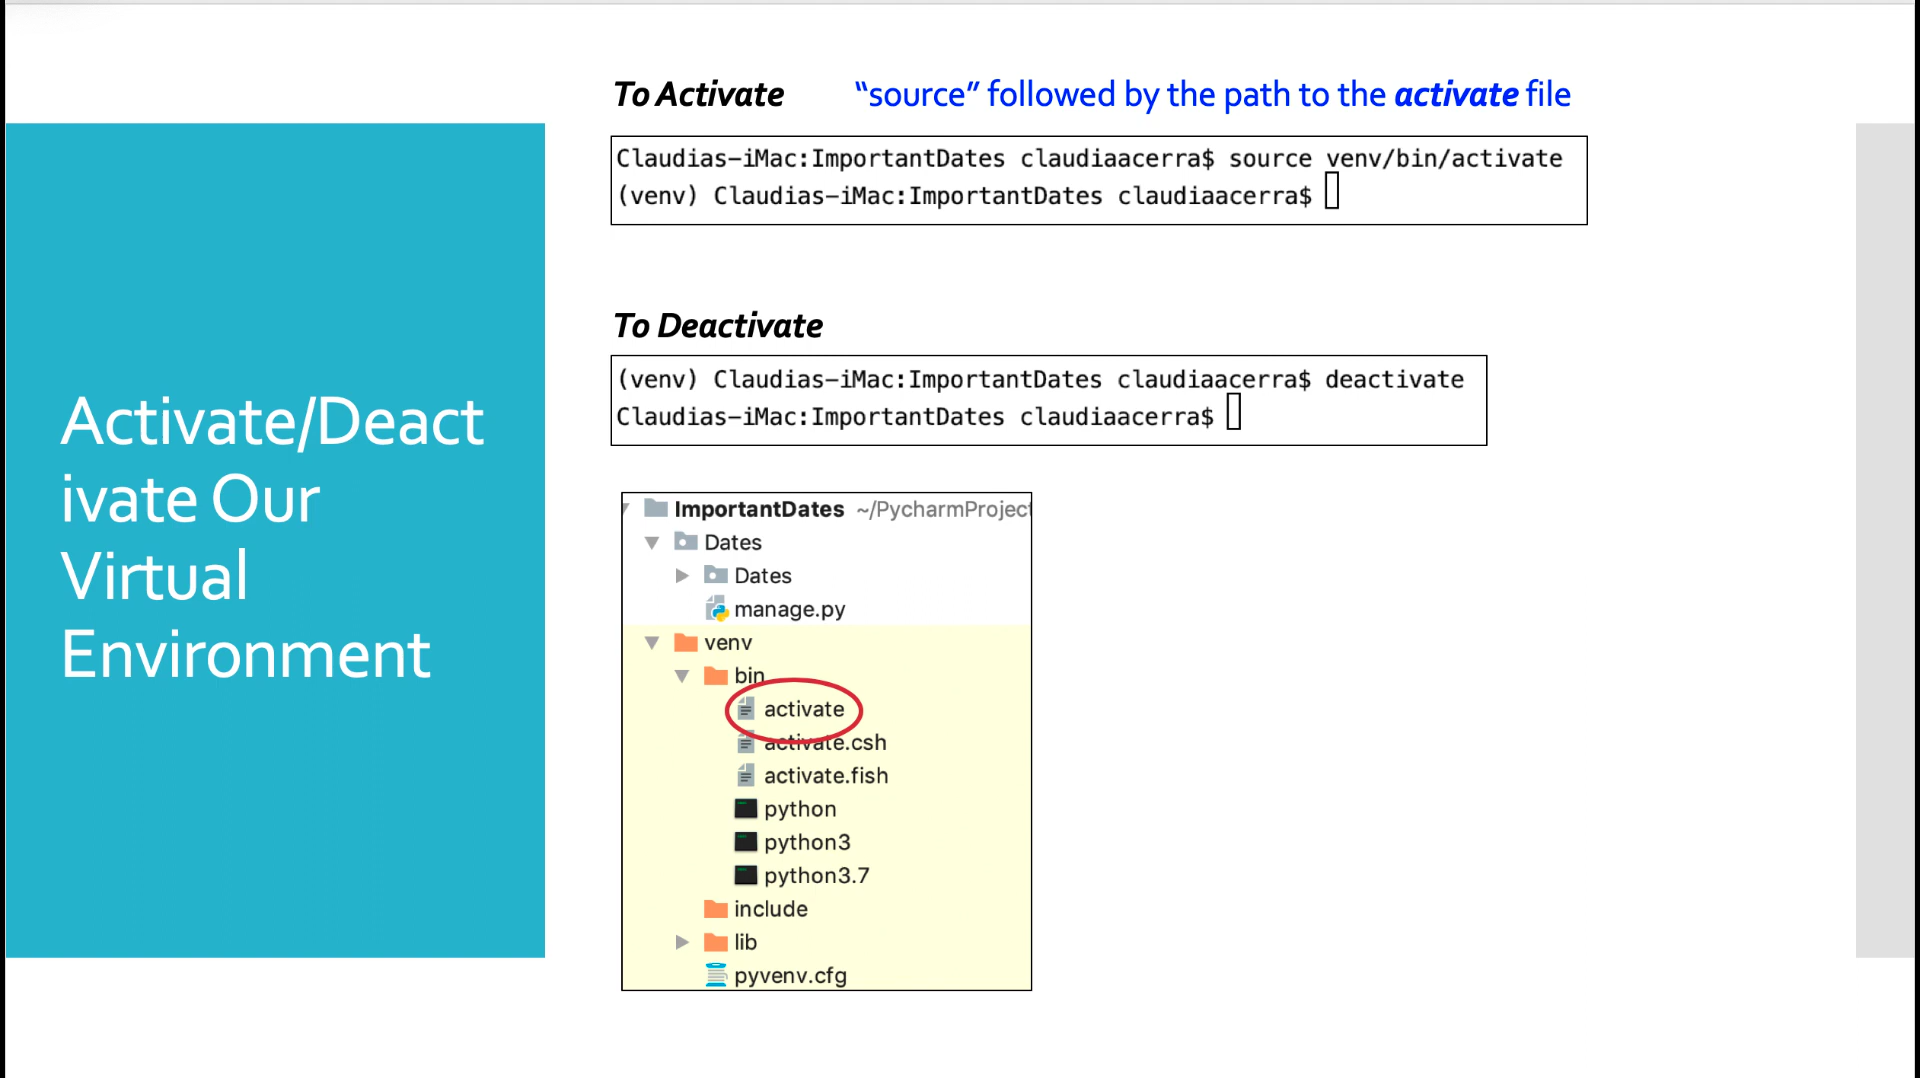 Activate/Deact
ivate Our
Virtual
Environment
To Activate “source” followed by the path to the activate file
Claudias-iMac:ImportantDates claudiaacerra$ source venv/bin/activate
(venv) Claudias-iMac:ImportantDates claudiaacerra$
To Deactivate
(venv) Claudias-iMac:ImportantDates claudiaacerra$ deactivate
Claudias-iMac:ImportantDates claudiaacerra$
ImportantDates ~/PycharmProject
Dates
Dates
manage.py
venv
bin
activate
activate.csh
activate.fish
python
python3
python3.7
include
lib
pyvenv.cfg